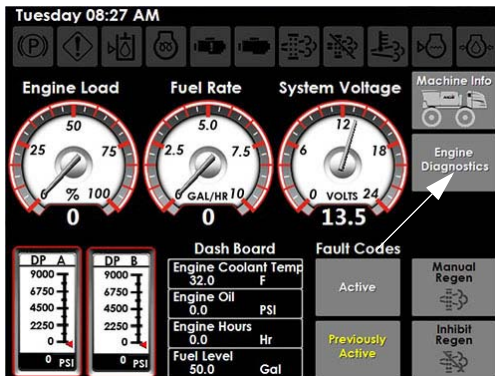 Tuesday 08:27 AM
(P)
Engine Load
Fuel Rate
System Voltage
Machine Info
50
25
75
0
%
100
0
5.0
2.5
7.5
0
GAL/HR
10
0
12
6
18
0
VOLTS
24
13.5
Engine
Diagnostics
DP A
9000
6750
4500
2250
0
0 PSI
DP B
9000
6750
4500
2250
0
0 PSI
Dash Board
Engine Coolant Temp
32.0 F
Engine Oil
0.0 PSI
Engine Hours
0.0 Hr
Fuel Level
50.0 Gal
Fault Codes
Active
Previously
Active
Manual
Regen
Inhibit
Regen